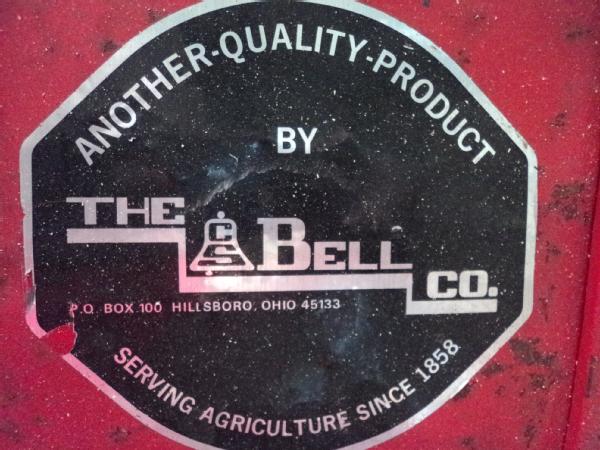 ANOTHER-QUALITY-PRODUCT
BY
THE
C S BELL
CO.
P.O. BOX 100 HILLSBORO, OHIO 45133
SERVING AGRICULTURE SINCE 1858